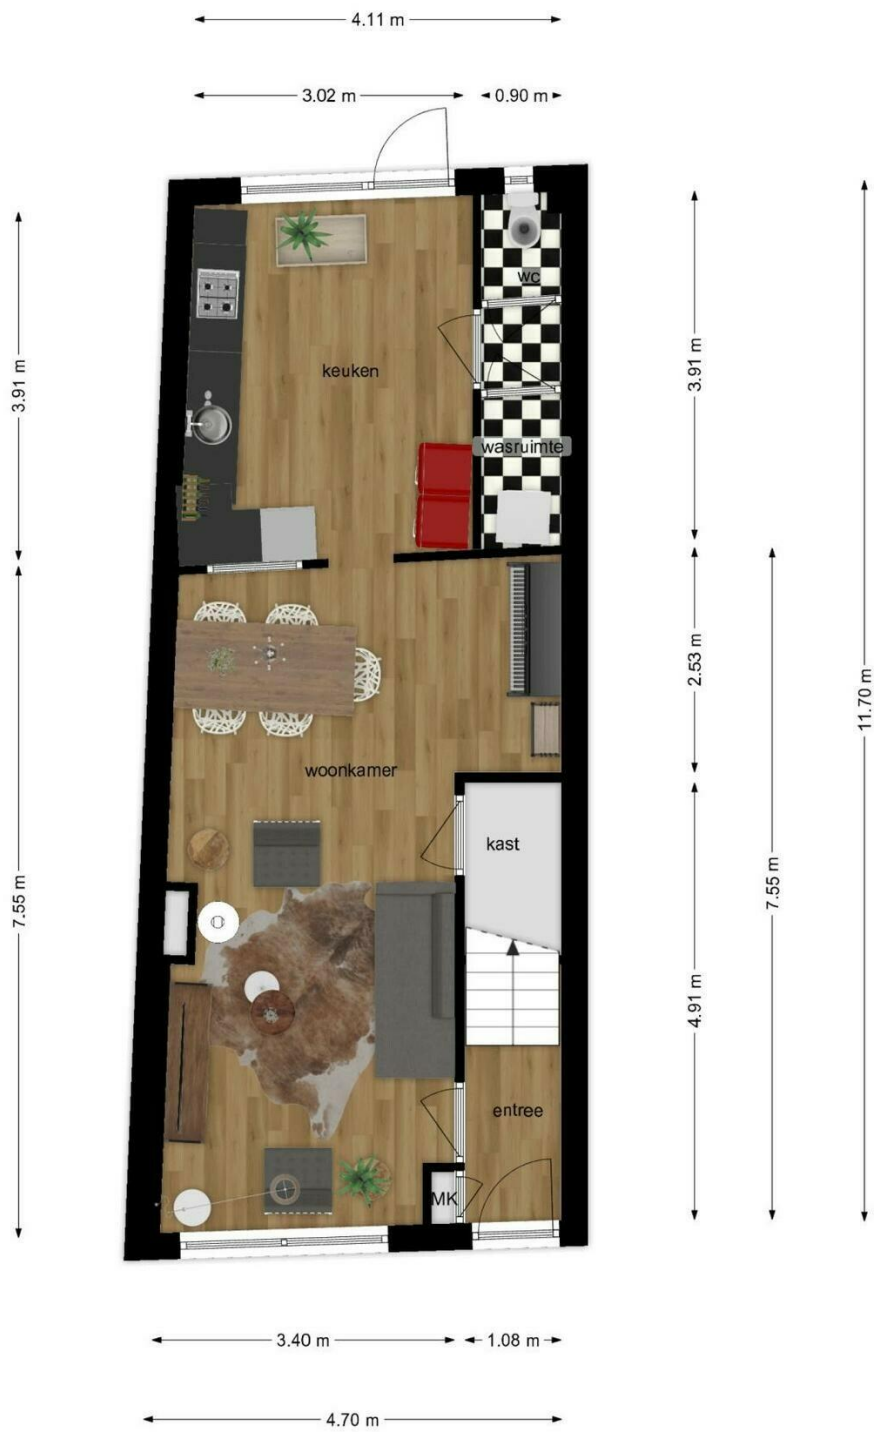 4.11 m
3.02 m
0.90 m
wc
keuken
3.91 m
3.91 m
wasruimte
2.53 m
11.70 m
woonkamer
kast
7.55 m
7.55 m
4.91 m
entree
MK
3.40 m
1.08 m
4.70 m